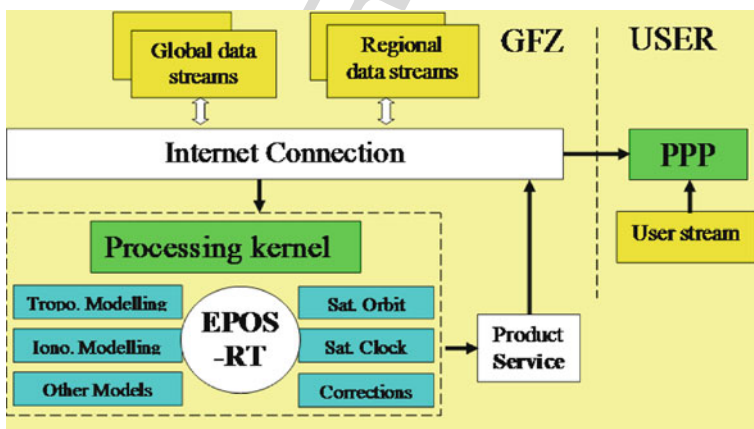 Global data
streams
Regional
data streams
GFZ
USER
Internet Connection
PPP
User stream
Processing kernel
Tropo. Modelling
Iono. Modelling
Other Models
EPOS
-RT
Sat. Orbit
Sat. Clock
Corrections
Product
Service